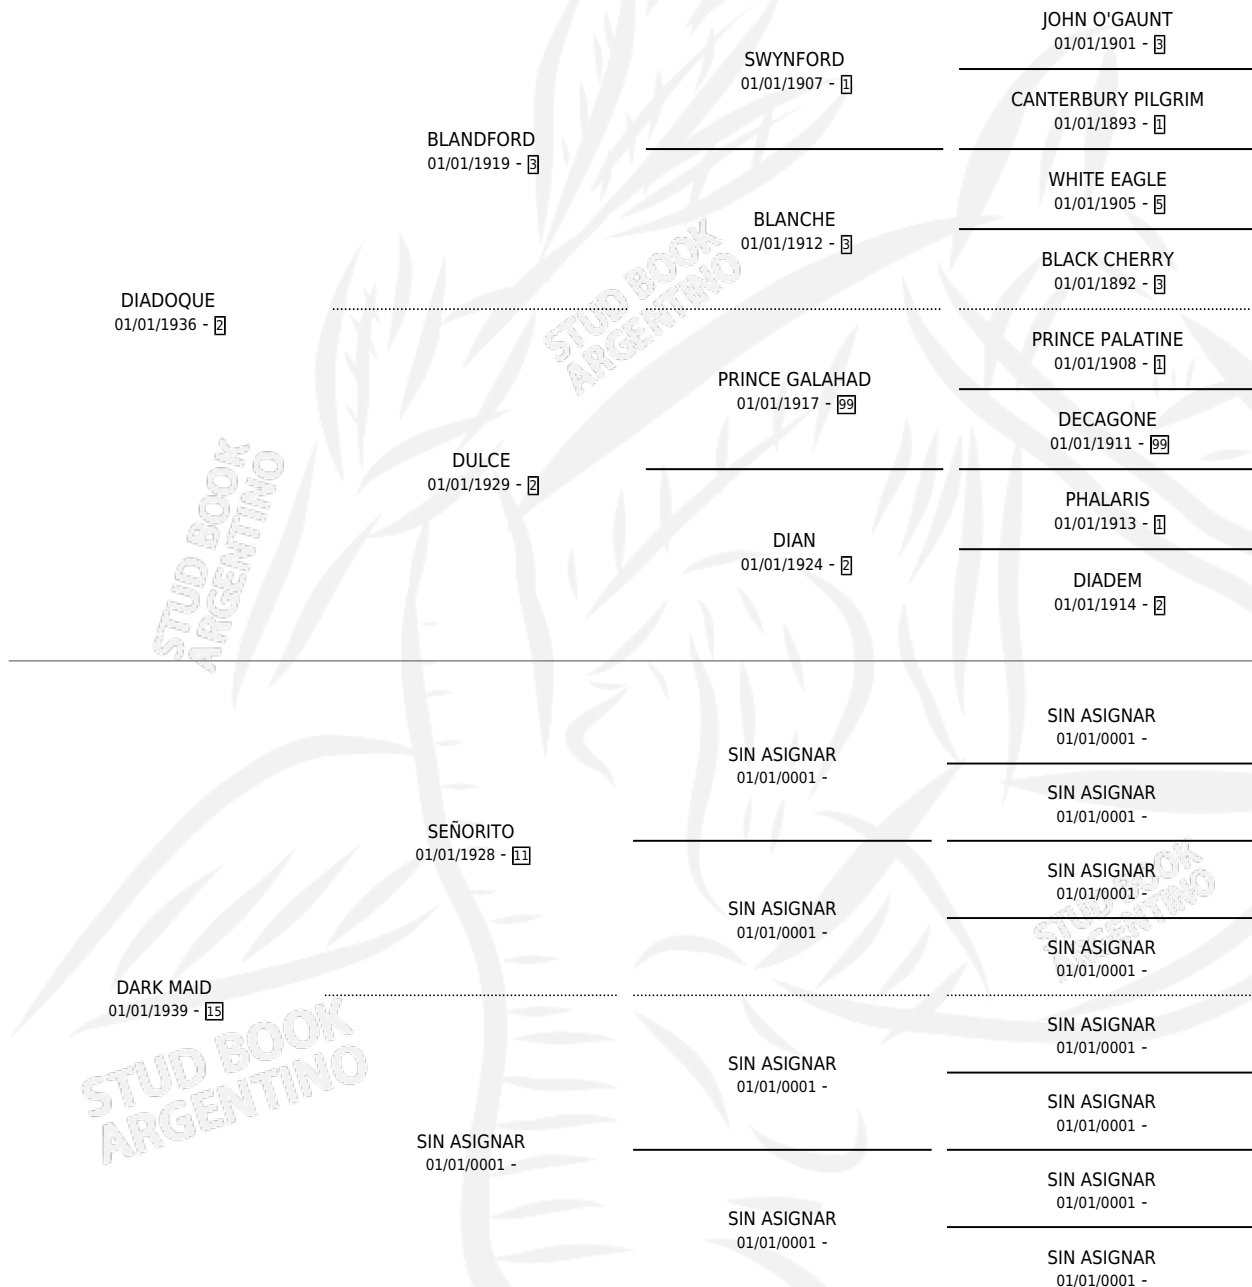 JOHN O'GAUNT
01/01/1901 - 3
SWYNFORD
01/01/1907 - 1
CANTERBURY PILGRIM
01/01/1893 - 1
BLANDFORD
01/01/1919 - 3
WHITE EAGLE
01/01/1905 - 5
BLANCHE
01/01/1912 - 3
BLACK CHERRY
01/01/1892 - 3
DIADOQUE
01/01/1936 - 2
PRINCE PALATINE
01/01/1908 - 1
PRINCE GALAHAD
01/01/1917 - 99
DECAGONE
01/01/1911 - 99
DULCE
01/01/1929 - 2
PHALARIS
01/01/1913 - 1
DIAN
01/01/1924 - 2
DIADEM
01/01/1914 - 2
STUD BOOK
ARGENTINO
STUD BOOK
ARGENTINO
SIN ASIGNAR
01/01/0001 -
SIN ASIGNAR
01/01/0001 -
SIN ASIGNAR
01/01/0001 -
SEÑORITO
01/01/1928 - 11
SIN ASIGNAR
01/01/0001 -
SIN ASIGNAR
01/01/0001 -
SIN ASIGNAR
01/01/0001 -
DARK MAID
01/01/1939 - 15
SIN ASIGNAR
01/01/0001 -
SIN ASIGNAR
01/01/0001 -
SIN ASIGNAR
01/01/0001 -
SIN ASIGNAR
01/01/0001 -
SIN ASIGNAR
01/01/0001 -
SIN ASIGNAR
01/01/0001 -
SIN ASIGNAR
01/01/0001 -
STUD BOOK
ARGENTINO
STUD BOOK
ARGENTINO